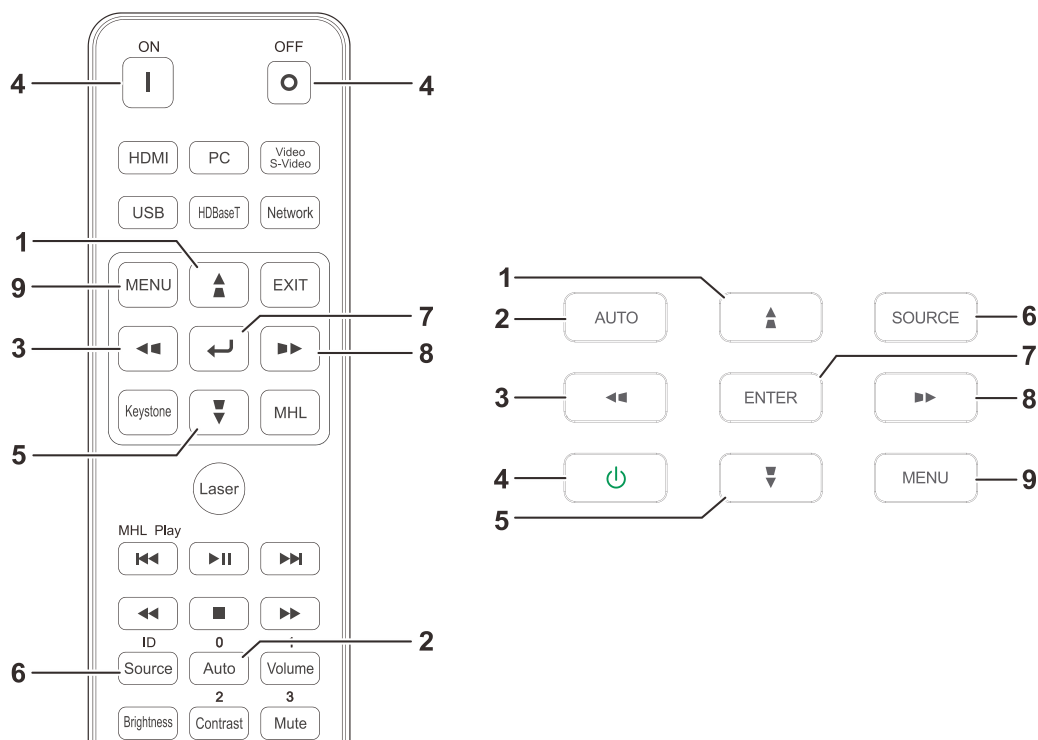 ON OFF
4 4
HDMI PC Video
S-Video
USB HDBaseT Network
1
9 MENU EXIT
7
3 8
Keystone MHL
5
Laser
MHL Play
ID 0
2
6 Source Auto Volume
2 3
Brightness Contrast Mute
1
2 AUTO SOURCE 6
7
3 ENTER 8
4 MENU 9
5